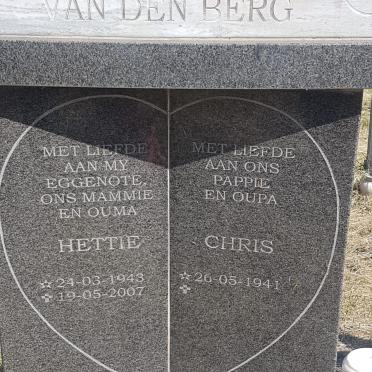 VAN DEN BERG
MET LIEFDE
AAN MY
EGGENOTE,
ONS MAMMIE
EN OUMA
HETTIE
☆ 24-03-1943
✞ 19-05-2007
MET LIEFDE
AAN ONS
PAPPIE
EN OUPA
CHRIS
☆ 26-05-1941
✞